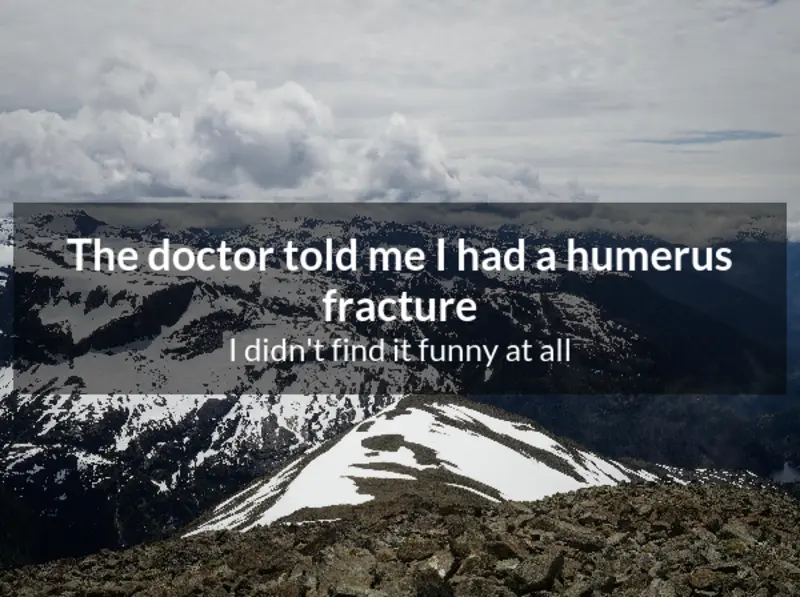 The doctor told me I had a humerus
fracture
I didn't find it funny at all